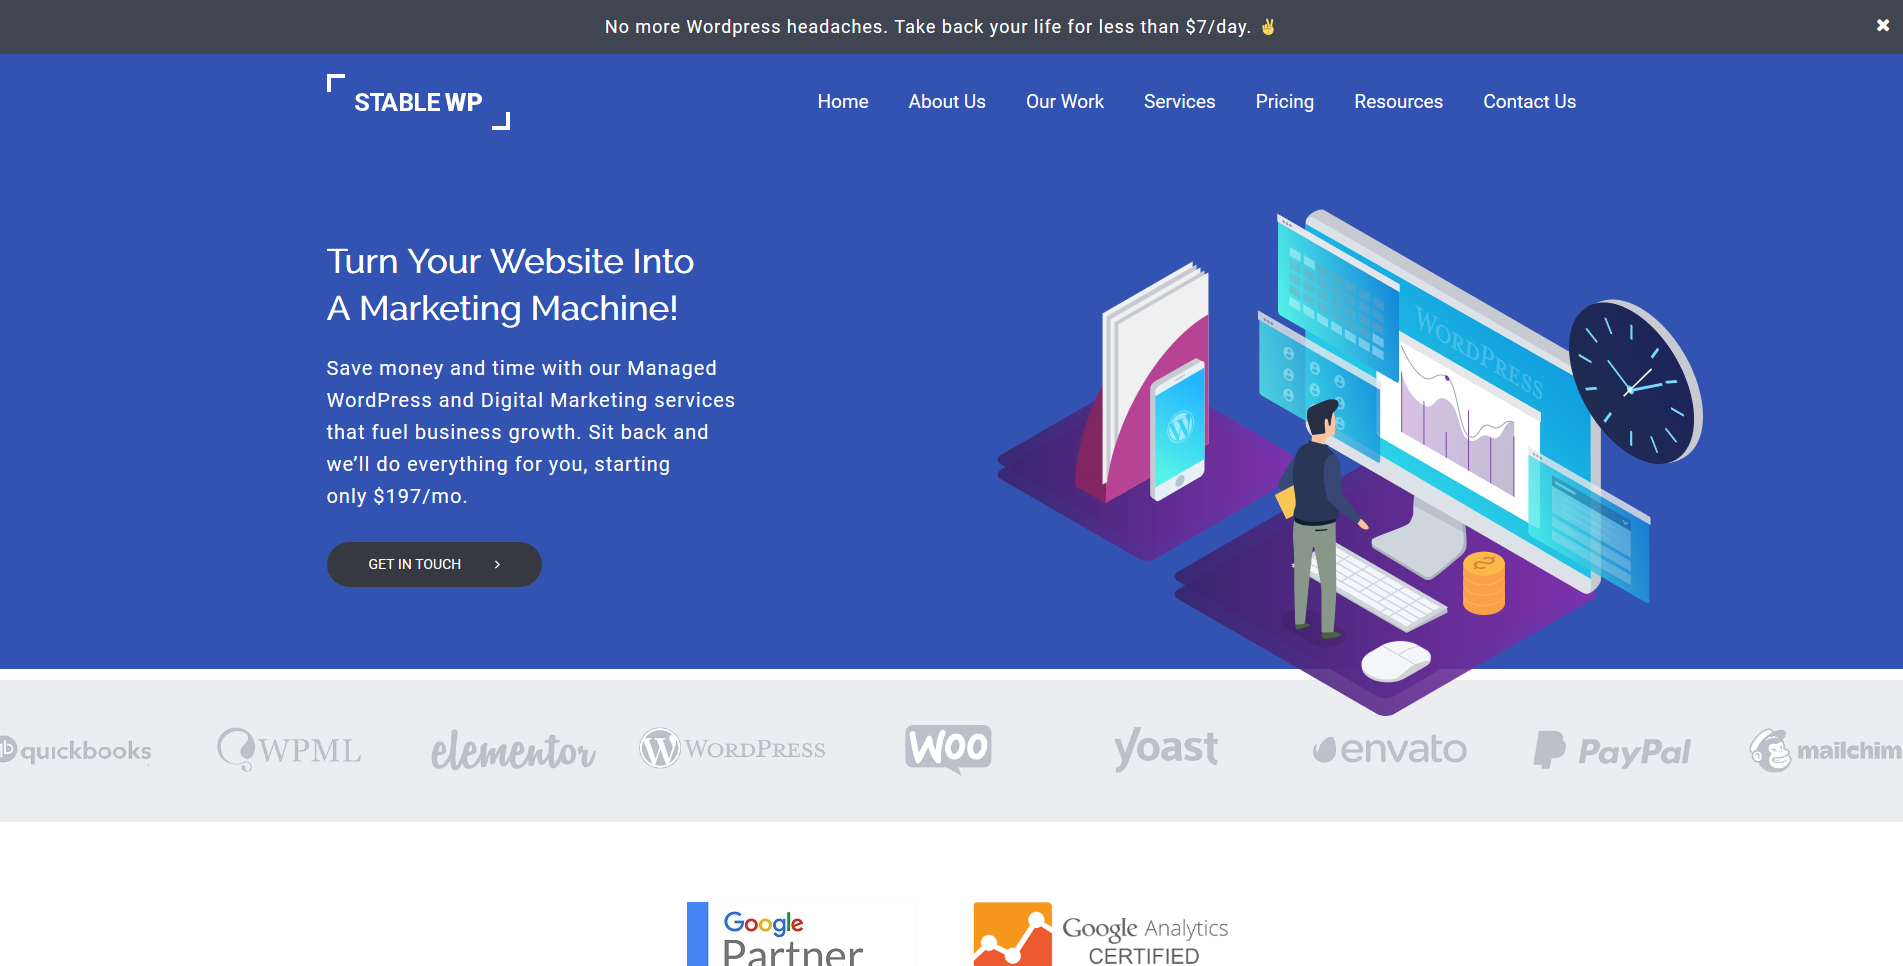 No more Wordpress headaches. Take back your life for less than $7/day. ✌
STABLE WP
Home About Us Our Work Services Pricing Resources Contact Us
Turn Your Website Into
A Marketing Machine!
Save money and time with our Managed
WordPress and Digital Marketing services
that fuel business growth. Sit back and
we’ll do everything for you, starting
only $197/mo.
GET IN TOUCH
WORDPRESS
quickbooks WPML elementor WORDPRESS WOO yoast envato PayPal mailchim
Google
Partner
Google Analytics
CERTIFIED